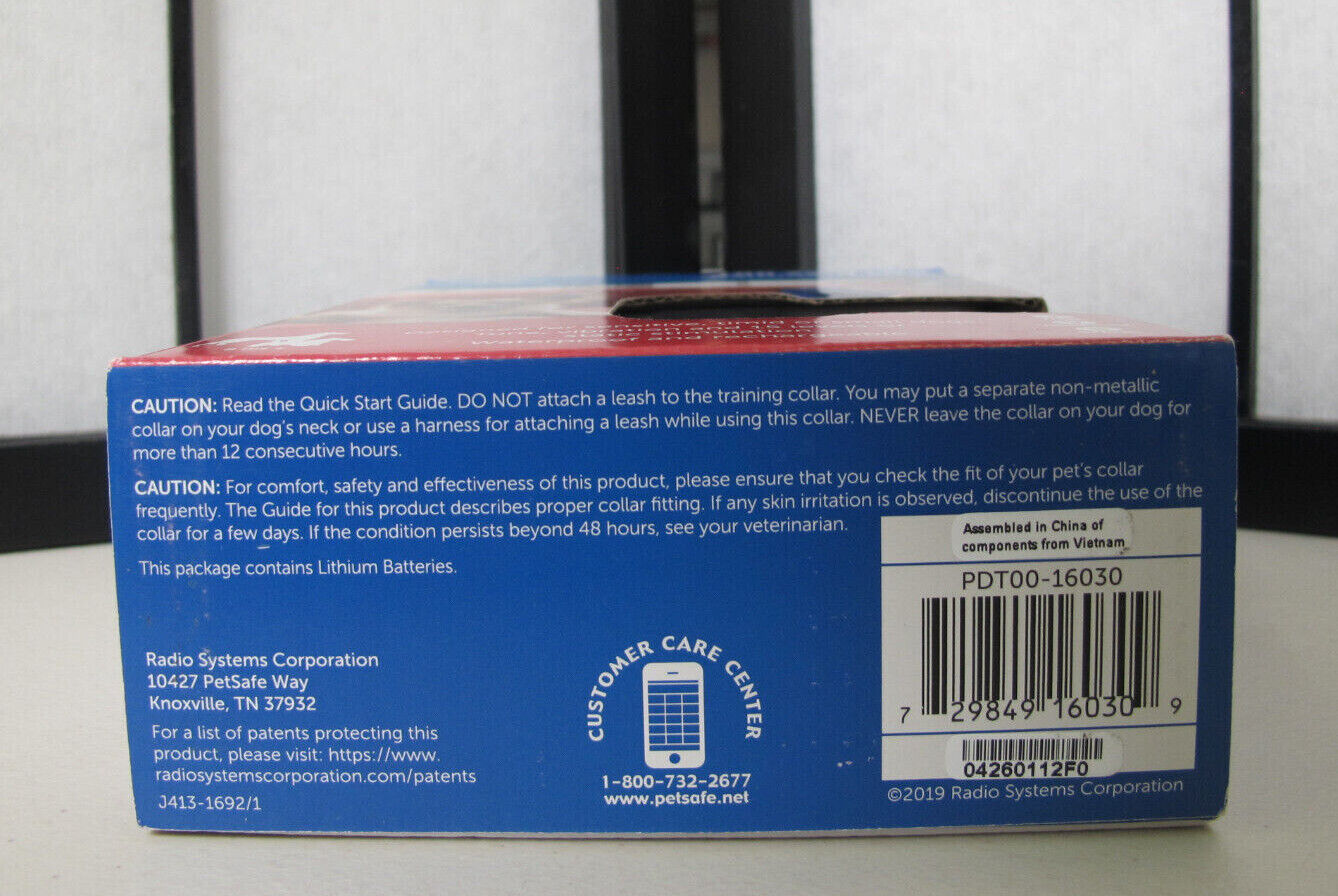 Waterproof and
CAUTION: Read the Quick Start Guide. DO NOT attach a leash to the training collar. You may put a separate non-metallic
collar on your dog's neck or use a harness for attaching a leash while using this collar. NEVER leave the collar on your dog for
more than 12 consecutive hours.
CAUTION: For comfort, safety and effectiveness of this product, please ensure that you check the fit of your pet's collar
frequently. The Guide for this product describes proper collar fitting. If any skin irritation is observed, discontinue the use of the
collar for a few days. If the condition persists beyond 48 hours, see your veterinarian.
This package contains Lithium Batteries.
Radio Systems Corporation
10427 PetSafe Way
Knoxville, TN 37932
For a list of patents protecting this
product, please visit: https://www.
radiosystemscorporation.com/patents
J413-1692/1
CUSTOMER CARE CENTER
1-800-732-2677
www.petsafe.net
Assembled in China of
components from Vietnam
PDT00-16030
7 29849 16030 9
04260112F0
©2019 Radio Systems Corporation